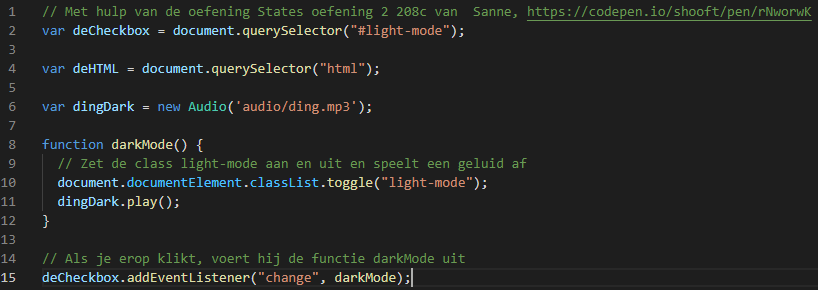 1 // Met hulp van de oefening States oefening 2 208c van  Sanne, https://codepen.io/shooft/pen/rNworwK
2 var deCheckbox = document.querySelector("#light-mode");
3
4 var deHTML = document.querySelector("html");
5
6 var dingDark = new Audio('audio/ding.mp3');
7
8 function darkMode() {
9   // Zet de class light-mode aan en uit en speelt een geluid af
10   document.documentElement.classList.toggle("light-mode");
11   dingDark.play();
12 }
13
14 // Als je erop klikt, voert hij de functie darkMode uit
15 deCheckbox.addEventListener("change", darkMode);